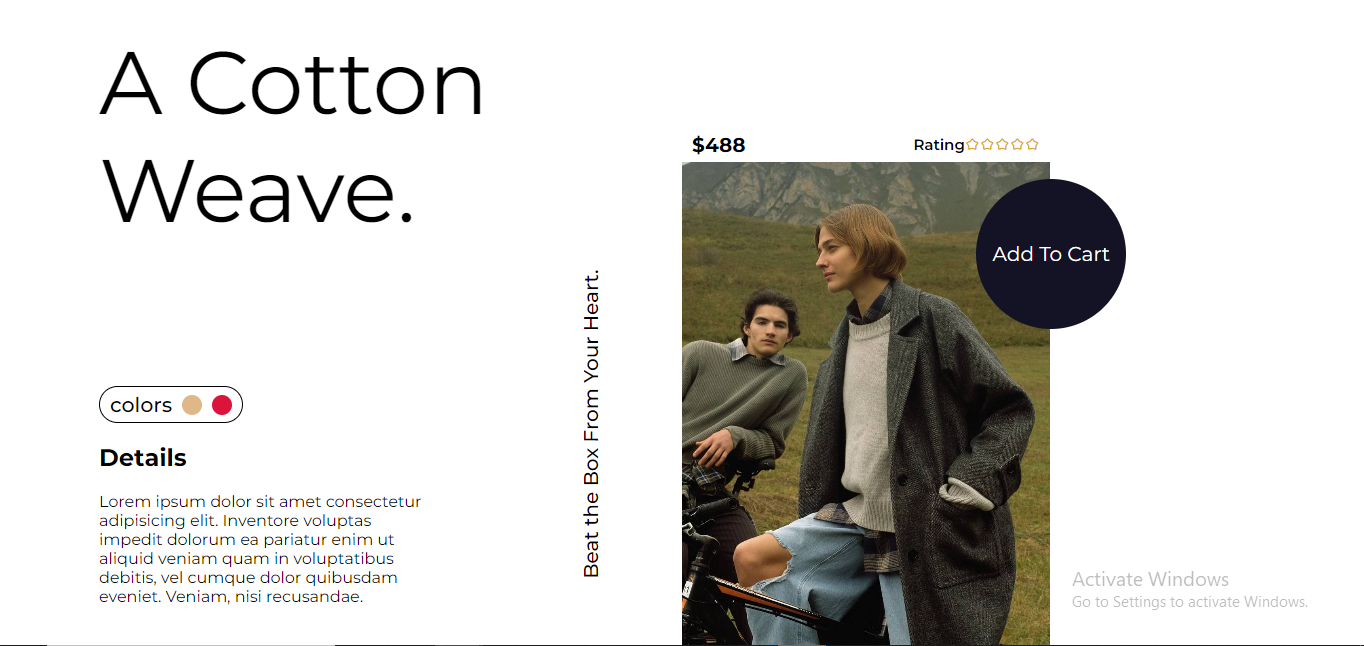 A Cotton
Weave.
colors
Details
Lorem ipsum dolor sit amet consectetur
adipisicing elit. Inventore voluptas
impedit dolorum ea pariatur enim ut
aliquid veniam quam in voluptatibus
debitis, vel cumque dolor quibusdam
eveniet. Veniam, nisi recusandae.
Beat the Box From Your Heart.
$488
Rating
Add To Cart
Activate Windows
Go to Settings to activate Windows.